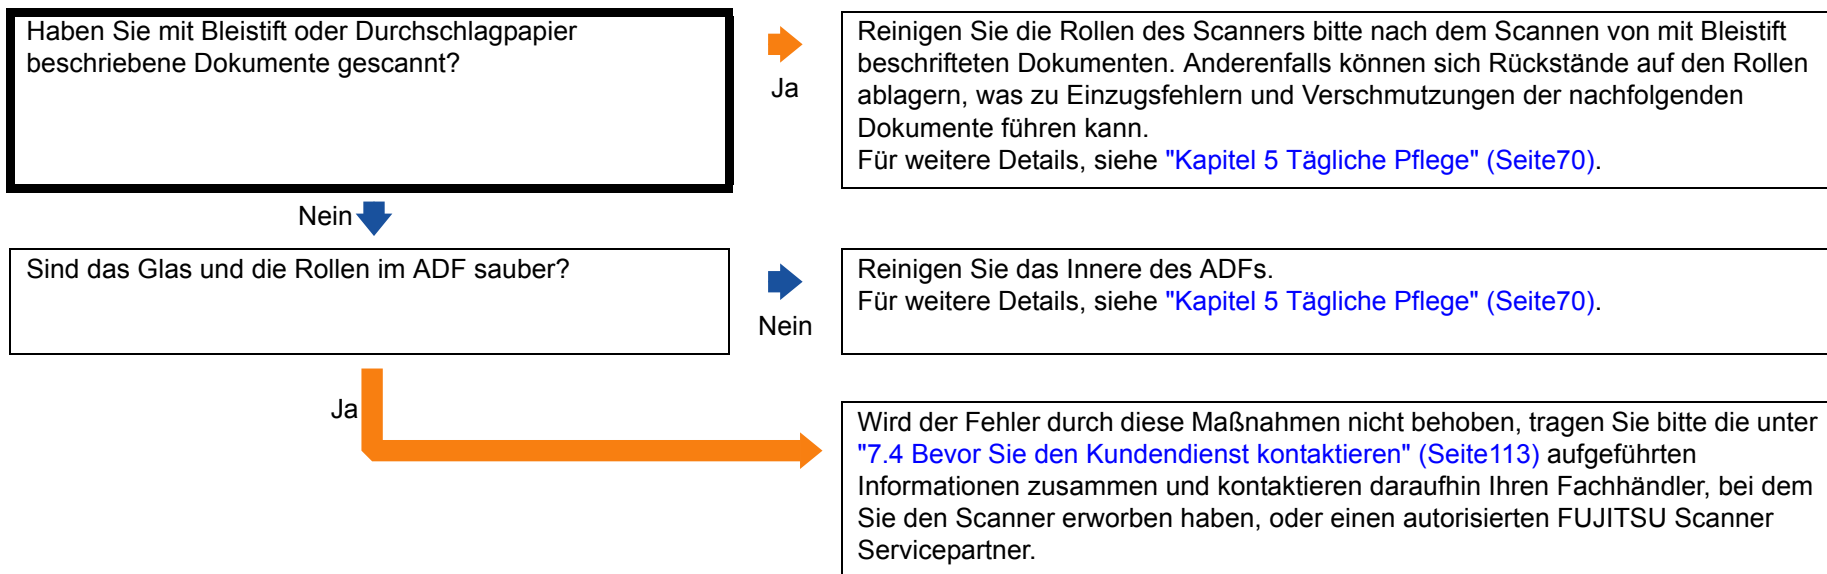 Haben Sie mit Bleistift oder Durchschlagpapier
beschriebene Dokumente gescannt?
Ja
Reinigen Sie die Rollen des Scanners bitte nach dem Scannen von mit Bleistift
beschrifteten Dokumenten. Anderenfalls können sich Rückstände auf den Rollen
ablagern, was zu Einzugsfehlern und Verschmutzungen der nachfolgenden
Dokumente führen kann.
Für weitere Details, siehe "Kapitel 5 Tägliche Pflege" (Seite70).
Nein
Sind das Glas und die Rollen im ADF sauber?
Nein
Reinigen Sie das Innere des ADFs.
Für weitere Details, siehe "Kapitel 5 Tägliche Pflege" (Seite70).
Ja
Wird der Fehler durch diese Maßnahmen nicht behoben, tragen Sie bitte die unter
"7.4 Bevor Sie den Kundendienst kontaktieren" (Seite113) aufgeführten
Informationen zusammen und kontaktieren daraufhin Ihren Fachhändler, bei dem
Sie den Scanner erworben haben, oder einen autorisierten FUJITSU Scanner
Servicepartner.